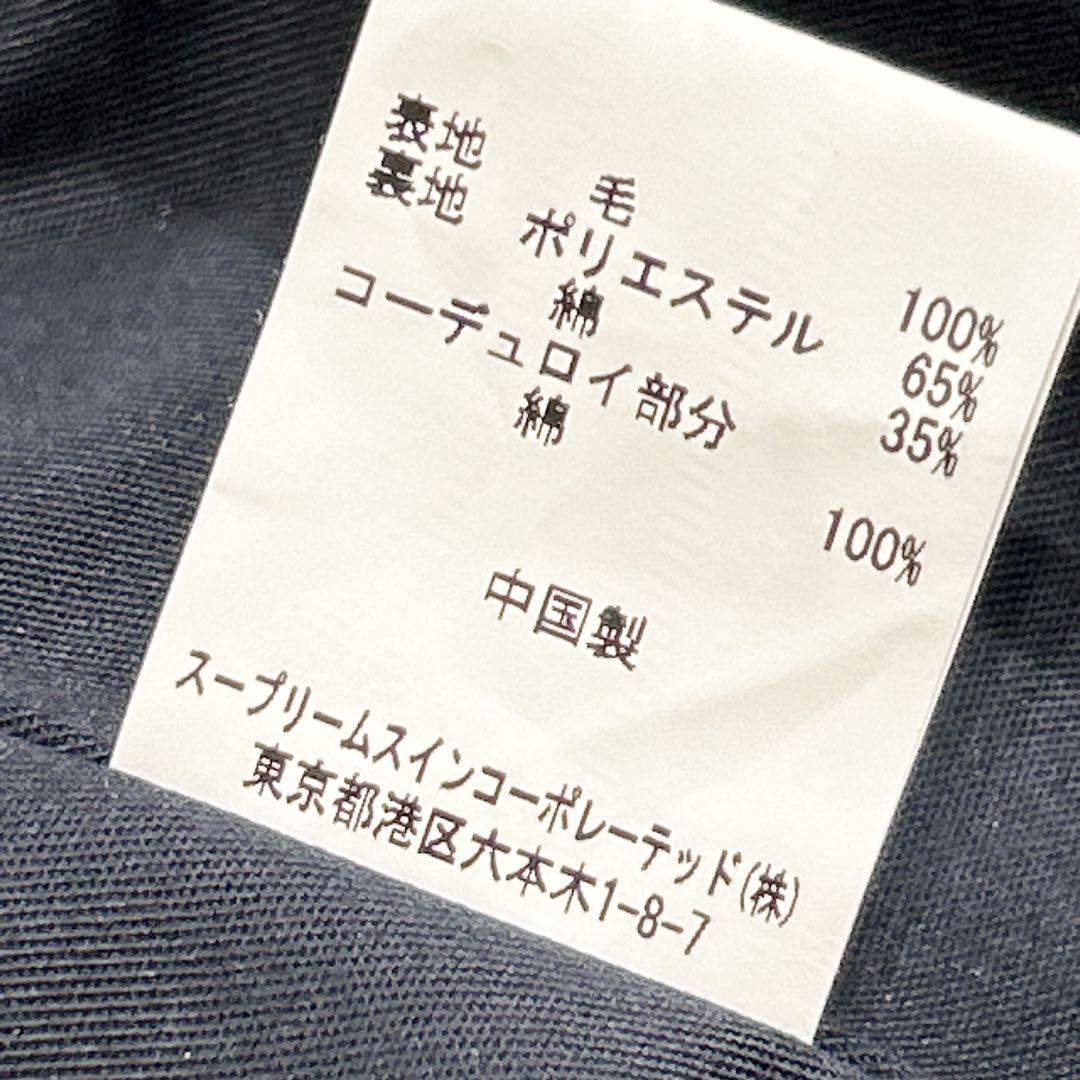 表地 毛 100%
裏地 ポリエステル 65%
綿 35%
コーデュロイ部分
綿 100%
中国製
スープリームスインコーポレーテッド(株)
東京都港区六本木1-8-7